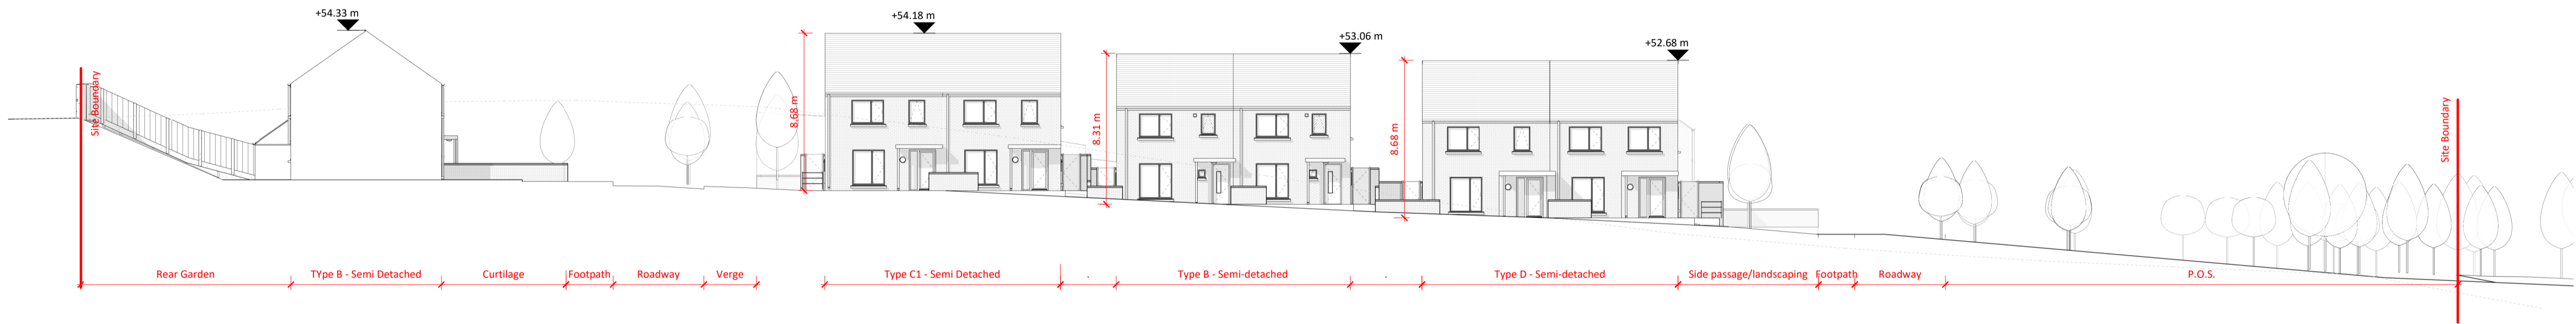 +54.33 m
+54.18 m
+53.06 m
+52.68 m
Site Boundary
8.68 m
8.31 m
8.68 m
Site Boundary
Rear Garden
TYpe B - Semi Detached
Curtilage
Footpath
Roadway
Verge
Type C1 - Semi Detached
.
Type B - Semi-detached
.
Type D - Semi-detached
Side passage/landscaping
Footpath
Roadway
P.O.S.